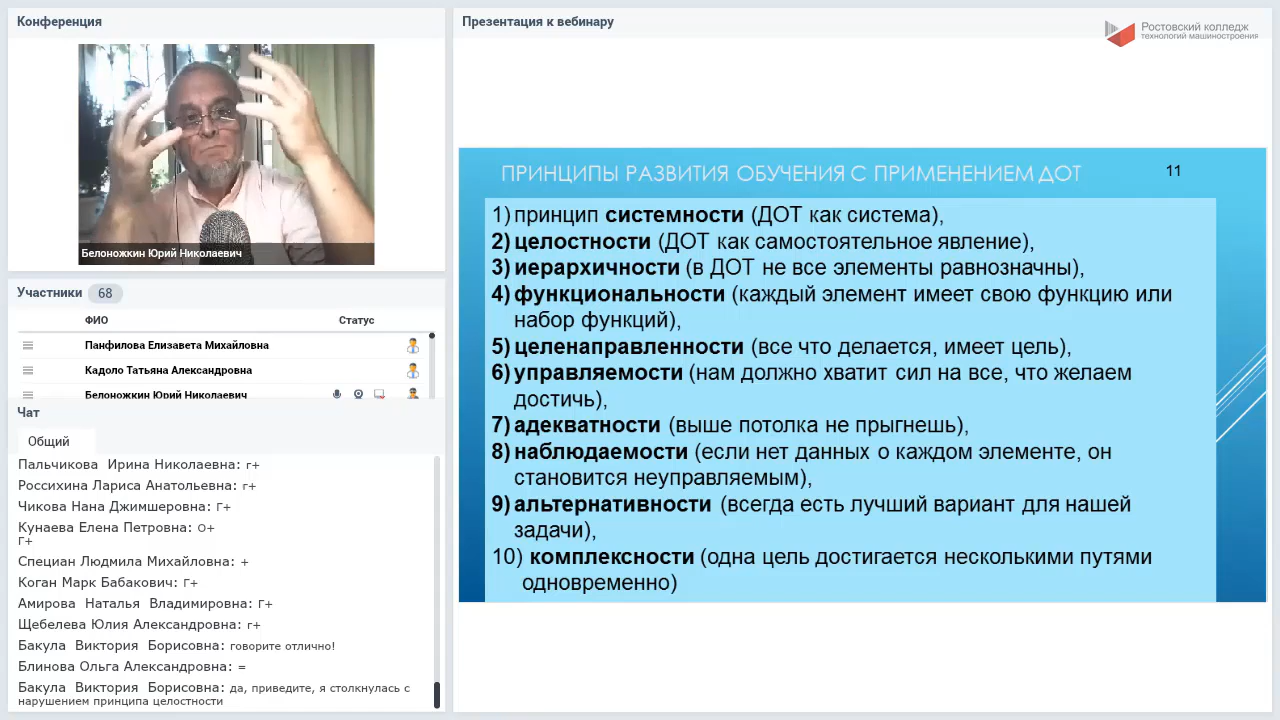 Конференция
Белоножкин Юрий Николаевич
Участники 68
ФИО Статус
Панфилова Елизавета Михайловна
Кадоло Татьяна Александровна
Белоножкин Юрий Николаевич
Чат
Общий
Пальчикова Ирина Николаевна: г+
Россихина Лариса Анатольевна: г+
Чикова Нана Джимшеровна: Г+
Кунаева Елена Петровна: О+
Г+
Специан Людмила Михайловна: +
Коган Марк Бабакович: Г+
Амирова Наталья Владимировна: Г+
Щебелева Юлия Александровна: г+
Бакула Виктория Борисовна: говорите отлично!
Блинова Ольга Александровна: =
Бакула Виктория Борисовна: да, приведите, я столкнулась с
нарушением принципа целостности
Презентация к вебинару
Ростовский колледж
технологий машиностроения
ПРИНЦИПЫ РАЗВИТИЯ ОБУЧЕНИЯ С ПРИМЕНЕНИЕМ ДОТ
11
1) принцип системности (ДОТ как система),
2) целостности (ДОТ как самостоятельное явление),
3) иерархичности (в ДОТ не все элементы равнозначны),
4) функциональности (каждый элемент имеет свою функцию или
набор функций),
5) целенаправленности (все что делается, имеет цель),
6) управляемости (нам должно хватит сил на все, что желаем
достичь),
7) адекватности (выше потолка не прыгнешь),
8) наблюдаемости (если нет данных о каждом элементе, он
становится неуправляемым),
9) альтернативности (всегда есть лучший вариант для нашей
задачи),
10) комплексности (одна цель достигается несколькими путями
одновременно)